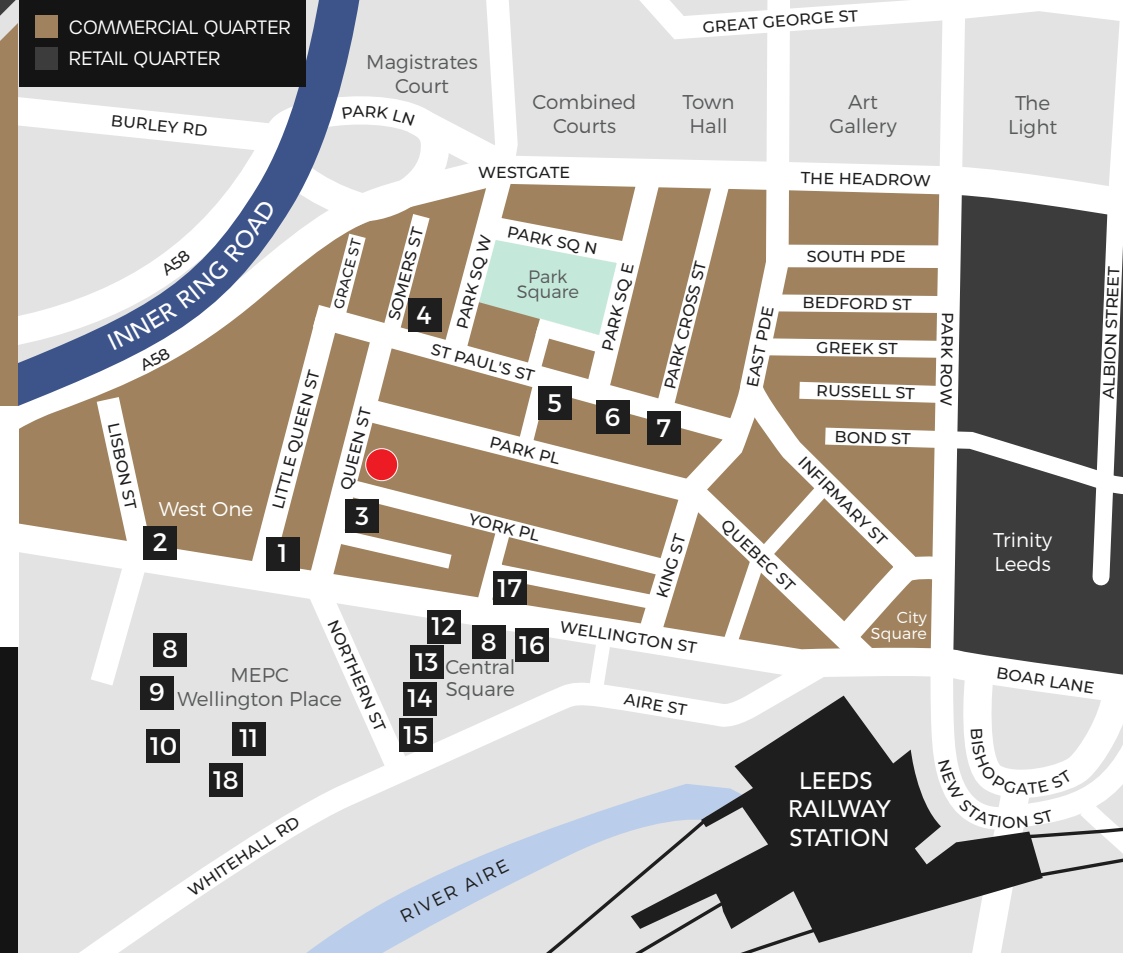 COMMERCIAL QUARTER
RETAIL QUARTER
GREAT GEORGE ST
Magistrates
Court
Combined
Courts
Town
Hall
Art
Gallery
The
Light
BURLEY RD
PARK LN
WESTGATE
THE HEADROW
A58
INNER RING ROAD
A58
GRACE ST
SOMERS ST
PARK SQ W
PARK SQ N
Park
Square
PARK SQ E
PARK CROSS ST
EAST PDE
SOUTH PDE
BEDFORD ST
GREEK ST
RUSSELL ST
BOND ST
PARK ROW
ALBION STREET
4
ST PAUL'S ST
5
6
7
LISBON ST
LITTLE QUEEN ST
QUEEN ST
PARK PL
INFIRMARY ST
West One
3
YORK PL
QUEBEC ST
KING ST
Trinity
Leeds
2
1
17
City
Square
12
8
16
WELLINGTON ST
NORTHERN ST
8
13
Central
Square
MEPC
Wellington Place
9
14
10
11
15
18
AIRE ST
BOAR LANE
BISHOPGATE ST
NEW STATION ST
LEEDS
RAILWAY
STATION
WHITEHALL RD
RIVER AIRE